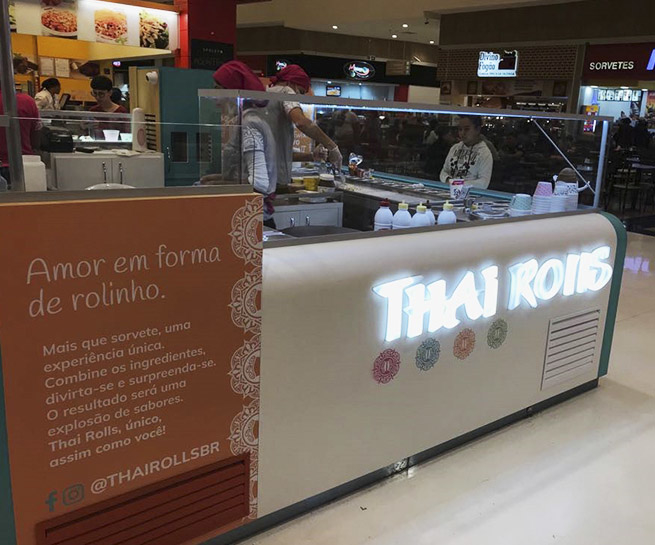 Divino
Fogão
SORVETES
THAI ROLLS
Amor em forma
de rolinho.
Mais que sorvete, uma
experiência única.
Combine os ingredientes,
divirta-se e surpreenda-se.
O resultado será uma
explosão de sabores.
Thai Rolls, único,
assim como você!
@THAIROLLSBR